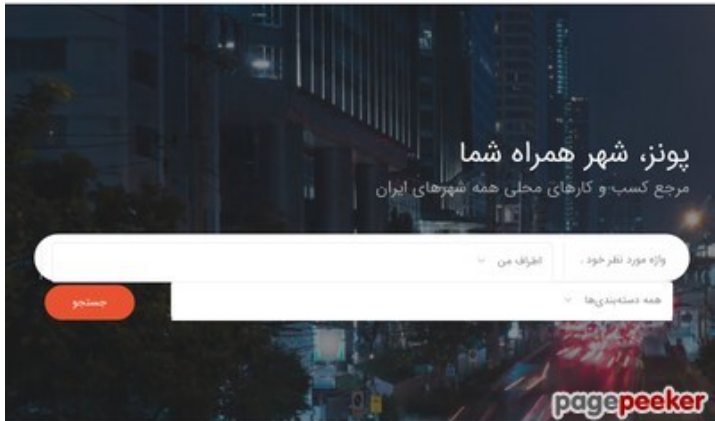 پونز، شهر همراه شما
مرجع کسب و کارهای محلی همه شهرهای ایران
واژه مورد نظر خود .
اطراف من
همه دسته‌بندی‌ها
جستجو
pagepeeker